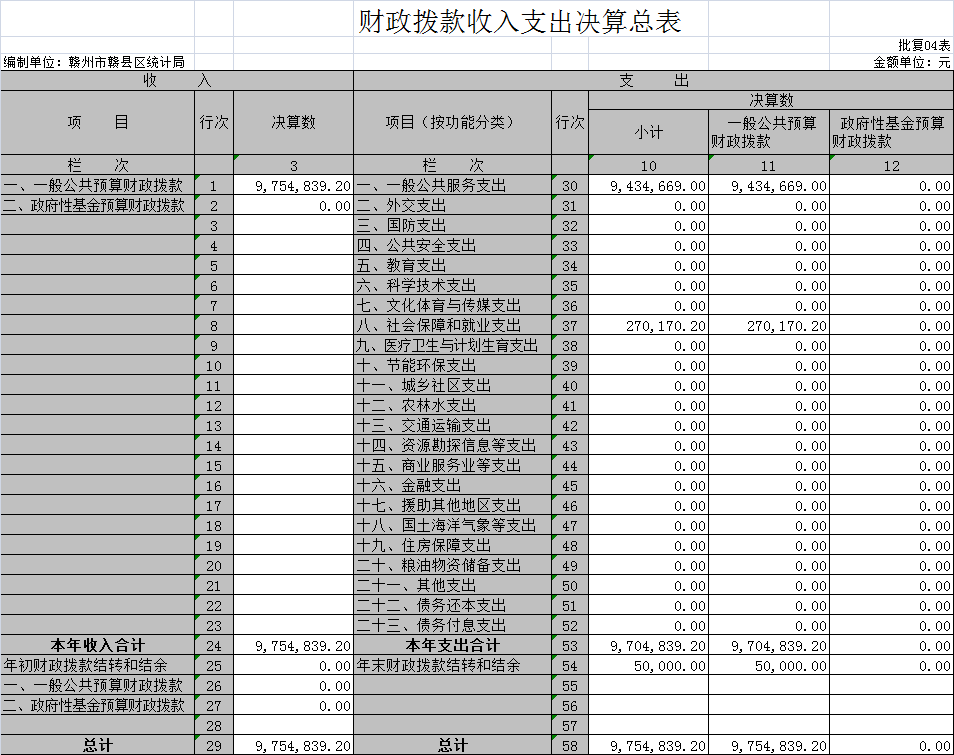 财政拨款收入支出决算总表
批复04表
编制单位：赣州市赣县区统计局 金额单位：元
收 入 支 出
项 目 行次 决算数 项目（按功能分类） 行次 决算数
小计 一般公共预算财政拨款 政府性基金预算财政拨款
栏 次 3 栏 次 10 11 12
一、一般公共预算财政拨款 1 9,754,839.20 一、一般公共服务支出 30 9,434,669.00 9,434,669.00 0.00
二、政府性基金预算财政拨款 2 0.00 二、外交支出 31 0.00 0.00 0.00
3 三、国防支出 32 0.00 0.00 0.00
4 四、公共安全支出 33 0.00 0.00 0.00
5 五、教育支出 34 0.00 0.00 0.00
6 六、科学技术支出 35 0.00 0.00 0.00
7 七、文化体育与传媒支出 36 0.00 0.00 0.00
8 八、社会保障和就业支出 37 270,170.20 270,170.20 0.00
9 九、医疗卫生与计划生育支出 38 0.00 0.00 0.00
10 十、节能环保支出 39 0.00 0.00 0.00
11 十一、城乡社区支出 40 0.00 0.00 0.00
12 十二、农林水支出 41 0.00 0.00 0.00
13 十三、交通运输支出 42 0.00 0.00 0.00
14 十四、资源勘探信息等支出 43 0.00 0.00 0.00
15 十五、商业服务业等支出 44 0.00 0.00 0.00
16 十六、金融支出 45 0.00 0.00 0.00
17 十七、援助其他地区支出 46 0.00 0.00 0.00
18 十八、国土海洋气象等支出 47 0.00 0.00 0.00
19 十九、住房保障支出 48 0.00 0.00 0.00
20 二十、粮油物资储备支出 49 0.00 0.00 0.00
21 二十一、其他支出 50 0.00 0.00 0.00
22 二十二、债务还本支出 51 0.00 0.00 0.00
23 二十三、债务付息支出 52 0.00 0.00 0.00
本年收入合计 24 9,754,839.20 本年支出合计 53 9,704,839.20 9,704,839.20 0.00
年初财政拨款结转和结余 25 0.00 年末财政拨款结转和结余 54 50,000.00 50,000.00 0.00
一、一般公共预算财政拨款 26 0.00 55
二、政府性基金预算财政拨款 27 0.00 56
28 57
总计 29 9,754,839.20 总计 58 9,754,839.20 9,754,839.20 0.00